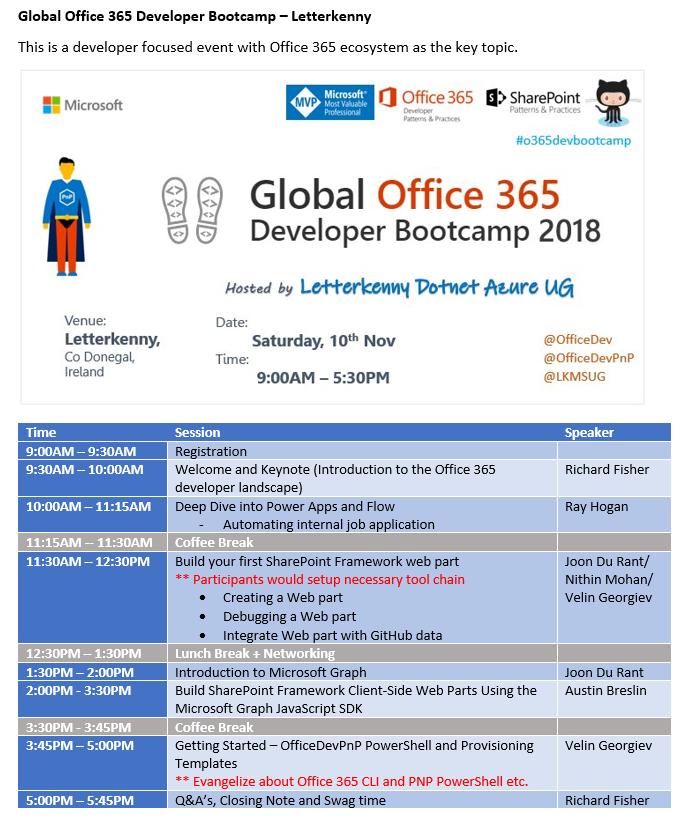 Global Office 365 Developer Bootcamp – Letterkenny
This is a developer focused event with Office 365 ecosystem as the key topic.
Microsoft
MVP Microsoft® Most Valuable Professional
Office 365 Developer Patterns & Practices
S SharePoint Patterns & Practices
#o365devbootcamp
PnP
Global Office 365
Developer Bootcamp 2018
Hosted by Letterkenny Dotnet Azure UG
Venue:
Letterkenny,
Co Donegal,
Ireland
Date:
Saturday, 10th Nov
Time:
9:00AM – 5:30PM
@OfficeDev
@OfficeDevPnP
@LKMSUG
Time Session Speaker
9:00AM – 9:30AM Registration
9:30AM – 10:00AM Welcome and Keynote (Introduction to the Office 365 Richard Fisher
developer landscape)
10:00AM – 11:15AM Deep Dive into Power Apps and Flow Ray Hogan
- Automating internal job application
11:15AM – 11:30AM Coffee Break
11:30AM – 12:30PM Build your first SharePoint Framework web part Joon Du Rant/
** Participants would setup necessary tool chain Nithin Mohan/
• Creating a Web part Velin Georgiev
• Debugging a Web part
• Integrate Web part with GitHub data
12:30PM – 1:30PM Lunch Break + Networking
1:30PM – 2:00PM Introduction to Microsoft Graph Joon Du Rant
2:00PM - 3:30PM Build SharePoint Framework Client-Side Web Parts Using the Austin Breslin
Microsoft Graph JavaScript SDK
3:30PM - 3:45PM Coffee Break
3:45PM – 5:00PM Getting Started – OfficeDevPnP PowerShell and Provisioning Velin Georgiev
Templates
** Evangelize about Office 365 CLI and PNP PowerShell etc.
5:00PM – 5:45PM Q&A's, Closing Note and Swag time Richard Fisher